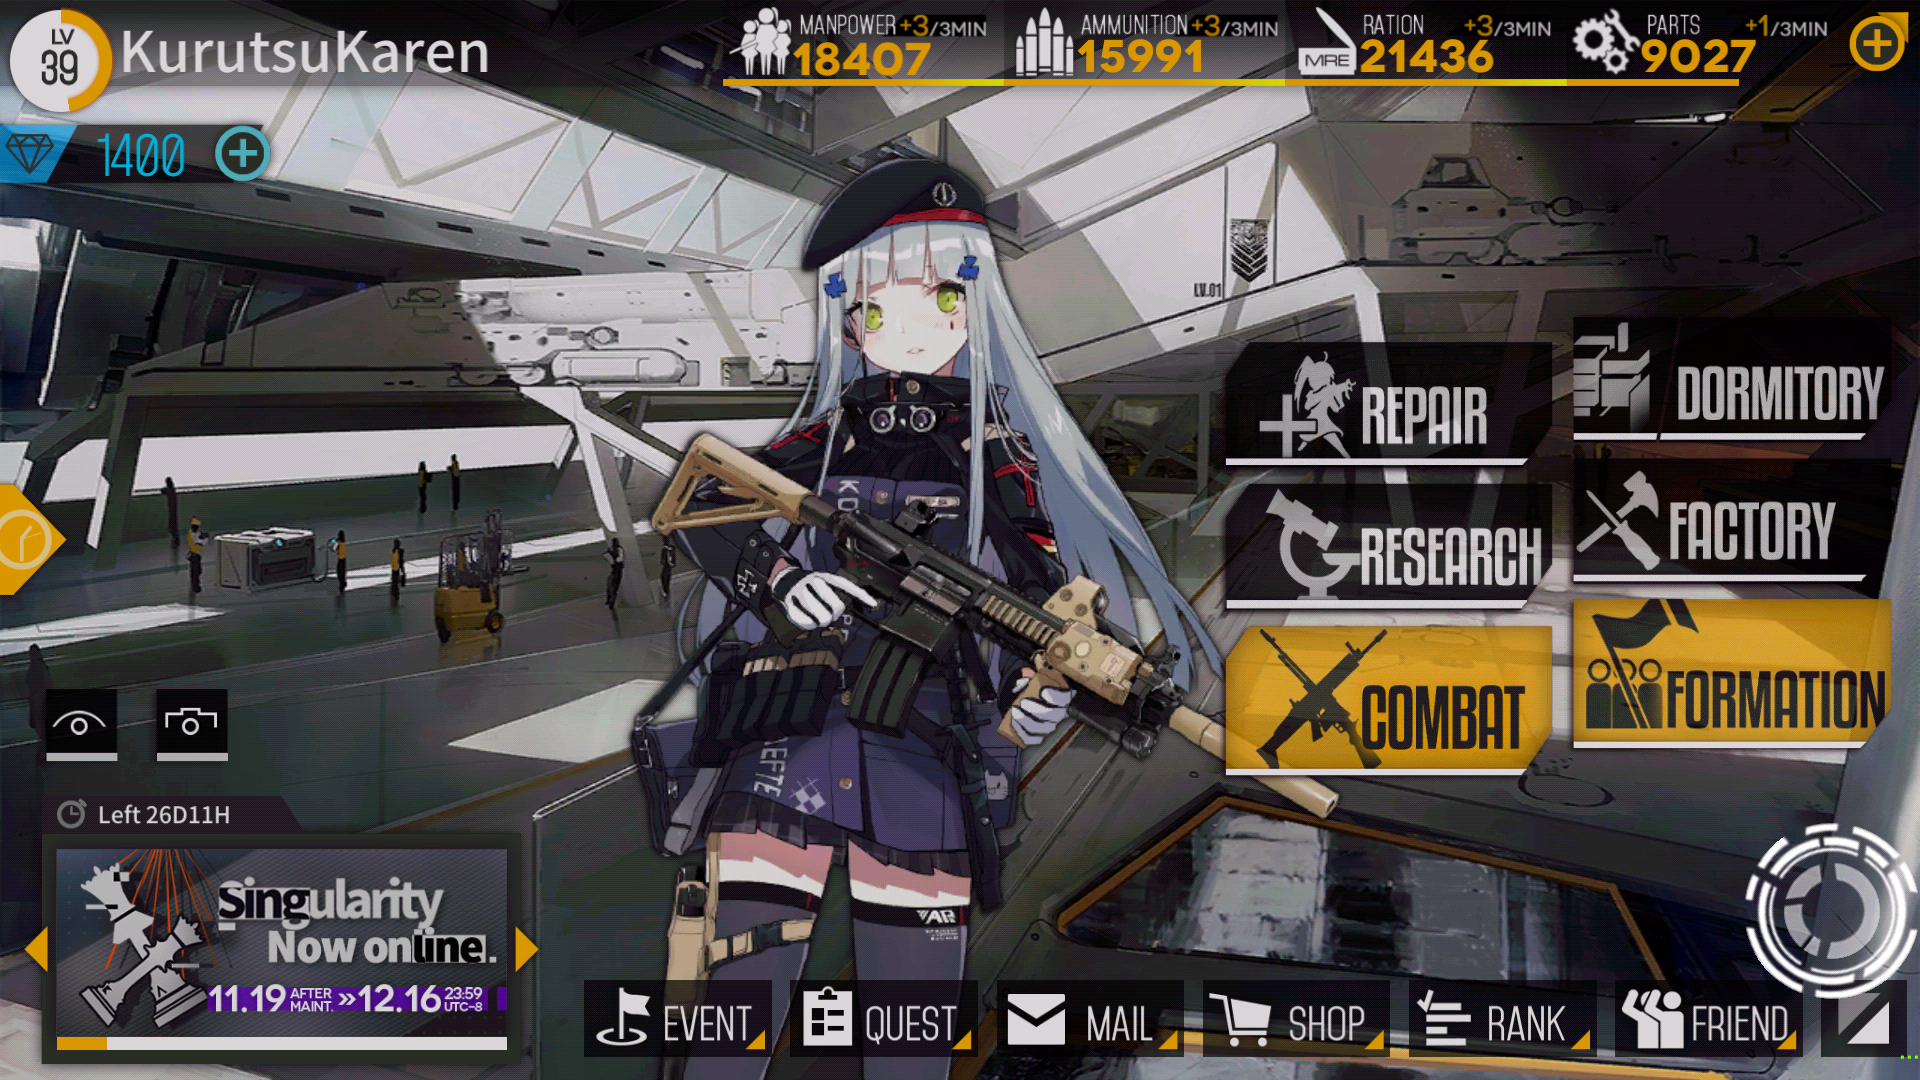 LV
39
KurutsuKaren
MANPOWER +3/3MIN
18407
AMMUNITION +3/3MIN
15991
RATION +3/3MIN
MRE
21436
PARTS +1/3MIN
9027
1400
LV.01
REPAIR
DORMITORY
RESEARCH
FACTORY
COMBAT
FORMATION
Left 26D11H
Singularity
Now online.
11.19 AFTER MAINT. » 12.16 23:59 UTC-8
EVENT
QUEST
MAIL
SHOP
RANK
FRIEND